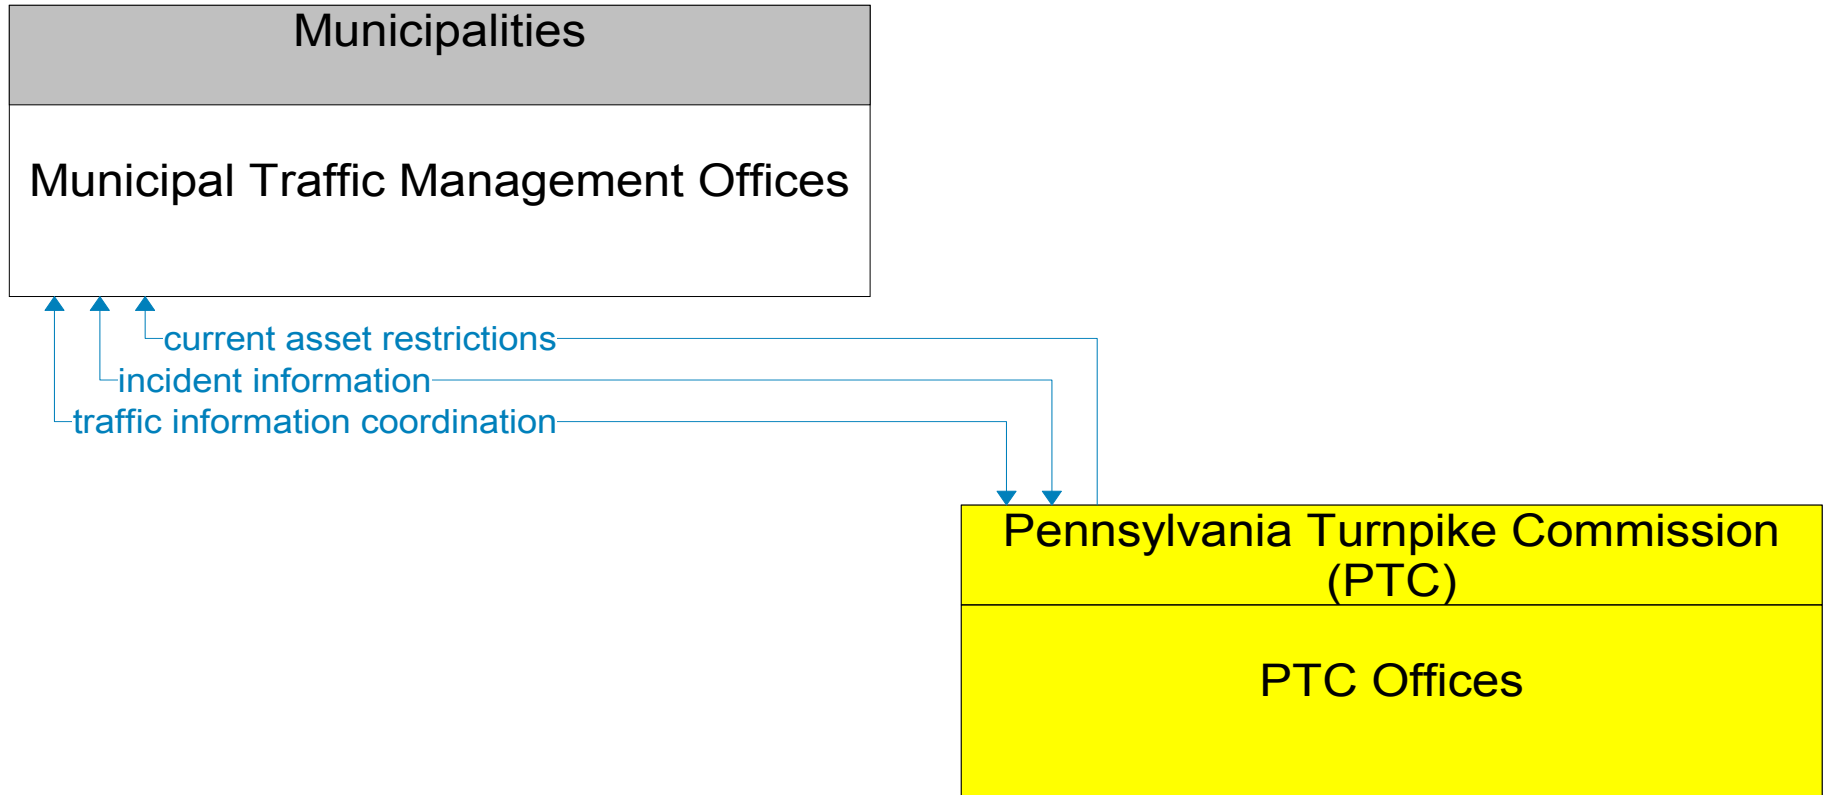 Municipalities
Municipal Traffic Management Offices
current asset restrictions
incident information
traffic information coordination
Pennsylvania Turnpike Commission
(PTC)
PTC Offices